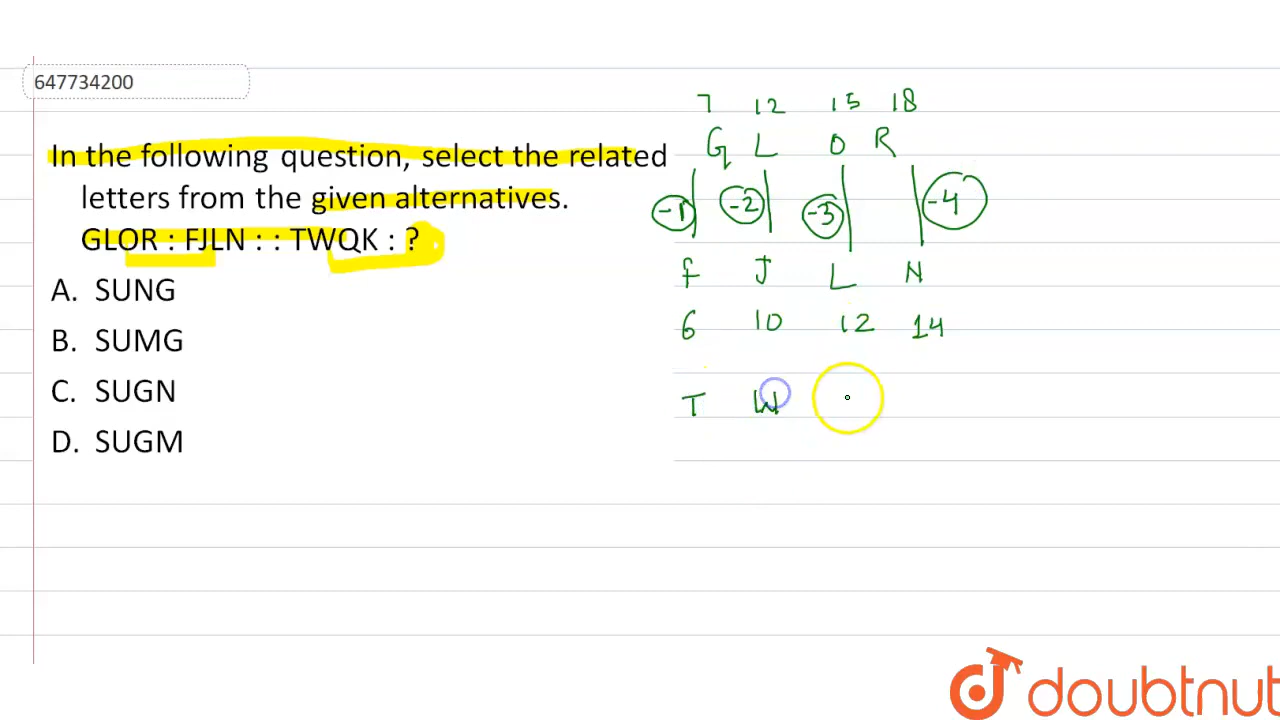 647734200
In the following question, select the related
letters from the given alternatives.
GLOR : FJLN : : TWQK : ?
A. SUNG
B. SUMG
C. SUGN
D. SUGM
7 12 15 18
G L O R
-1 -2 -3 -4
F J L N
6 10 12 14
T W
doubtnut